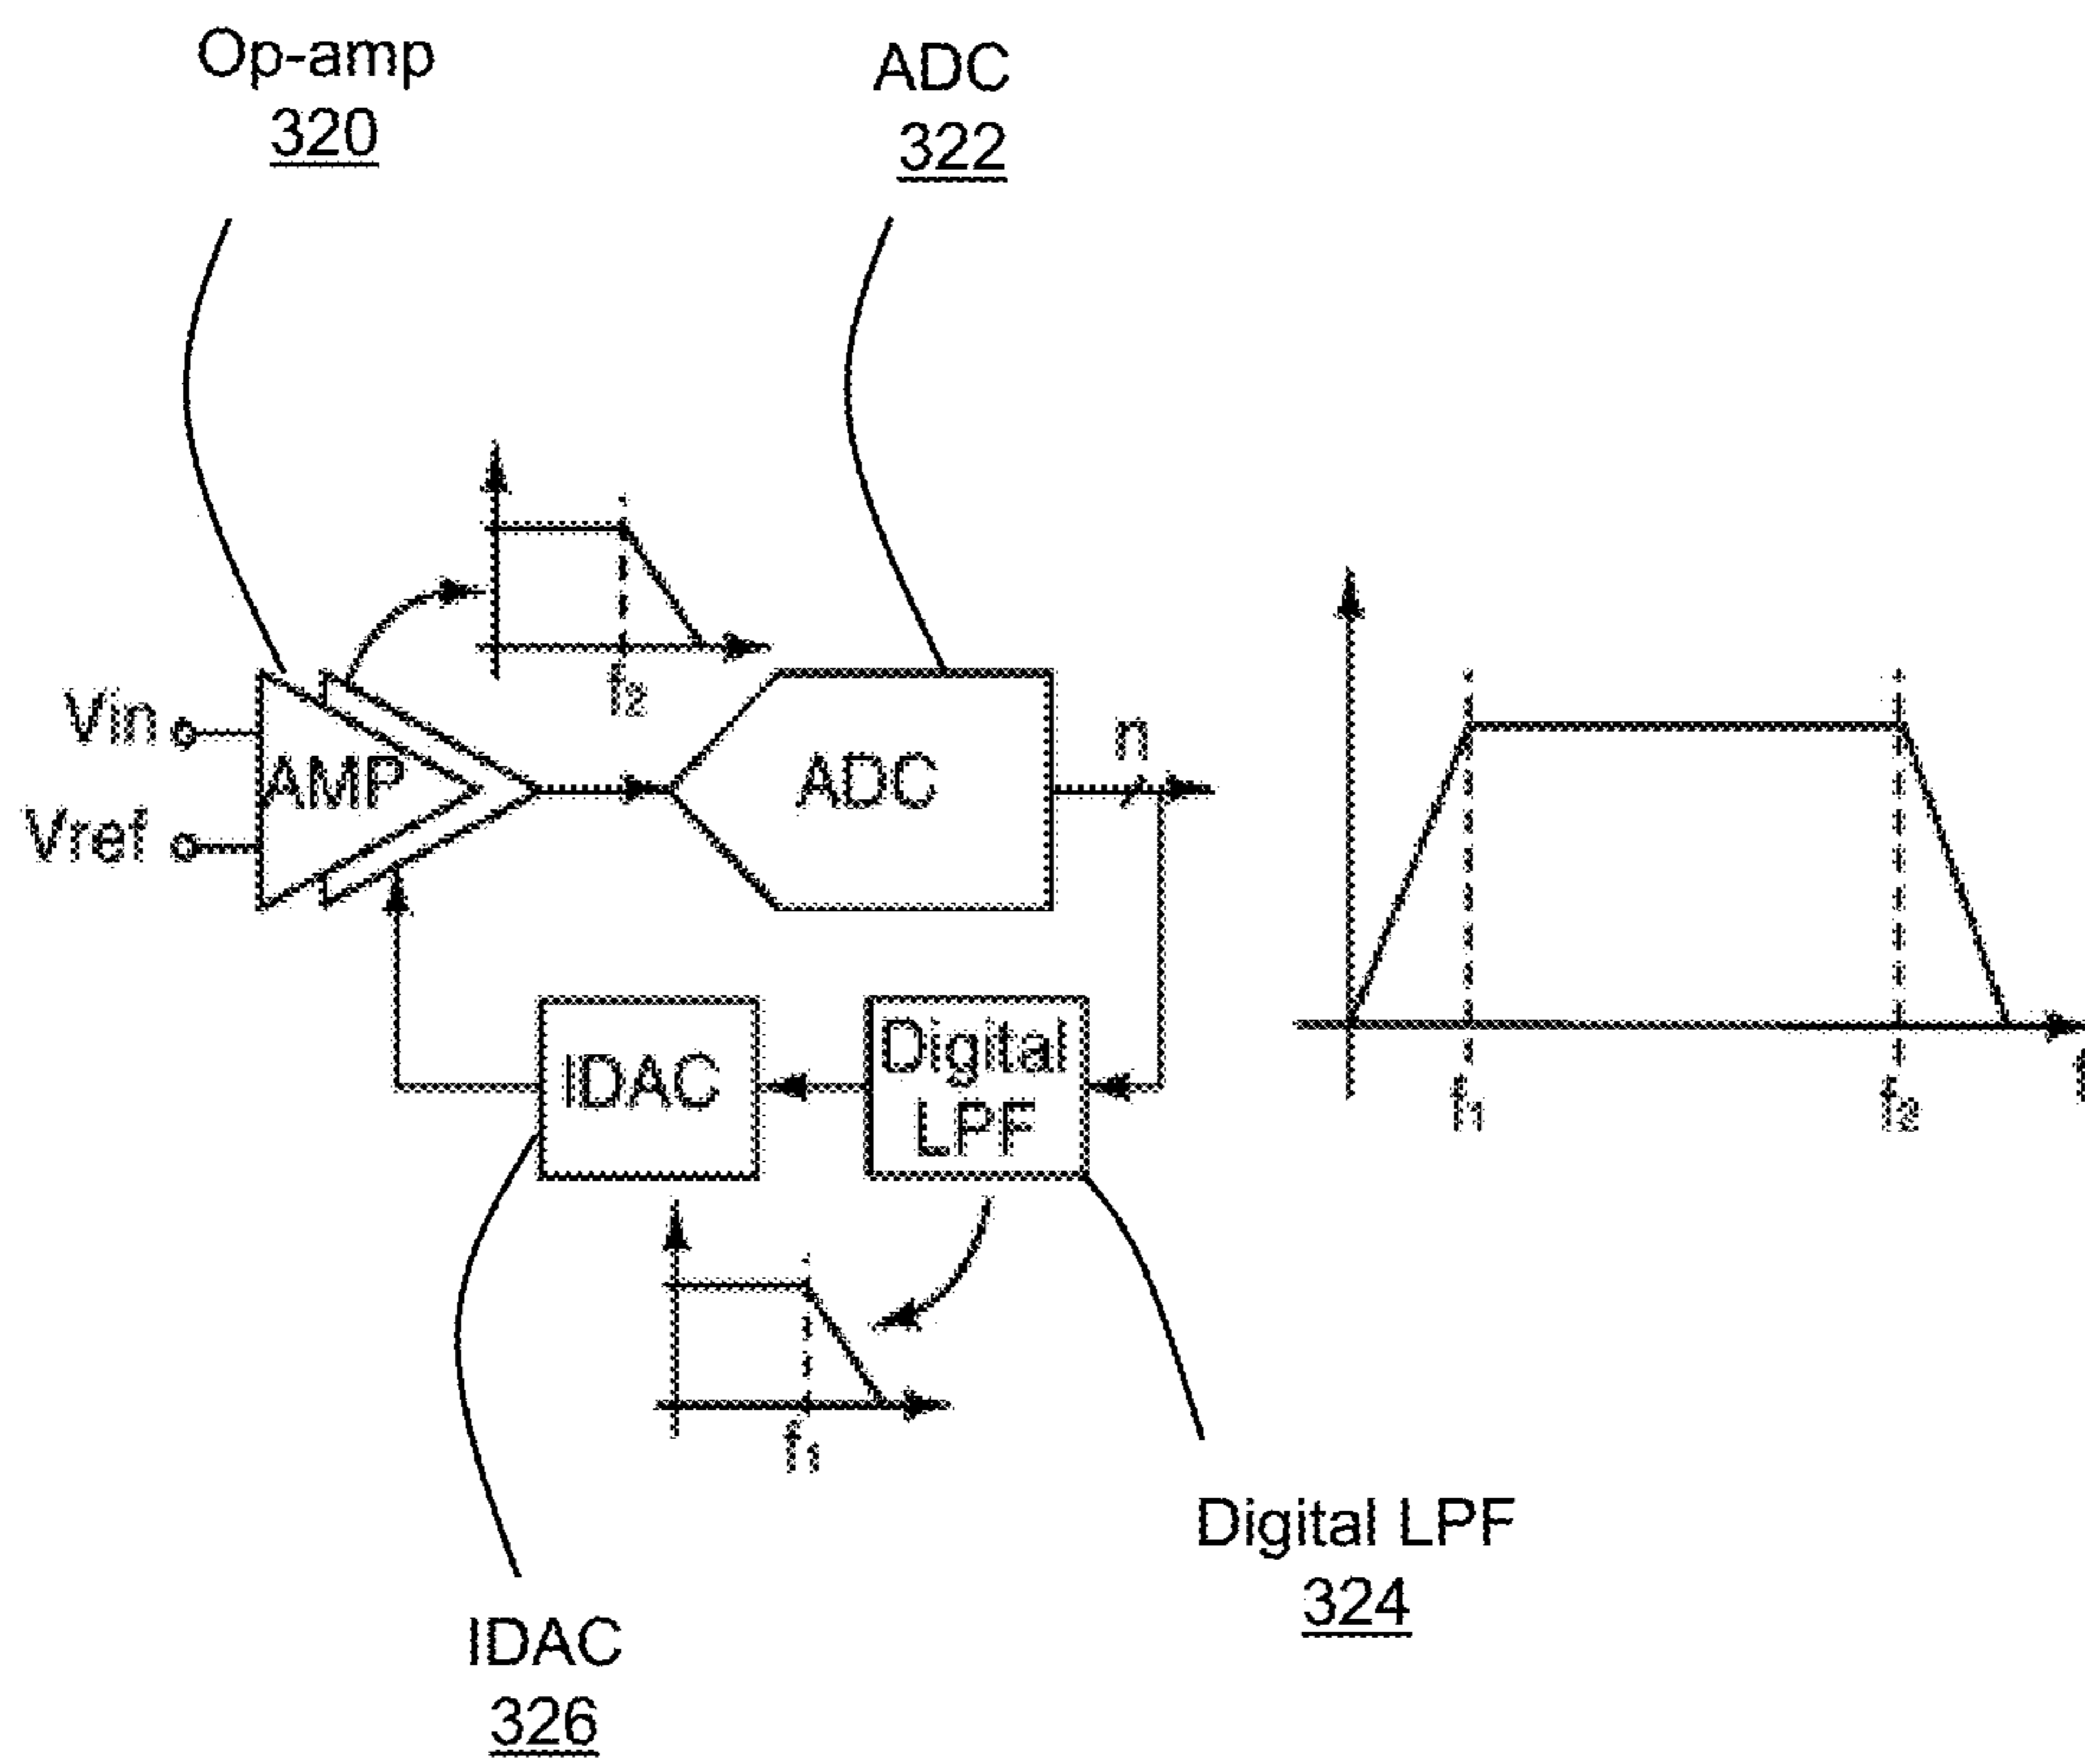 Op-amp
320
ADC
322
f2
Vin
AMP
Vref
ADC
n
IDAC
Digital
LPF
f1
f2
f
f1
Digital LPF
324
IDAC
326